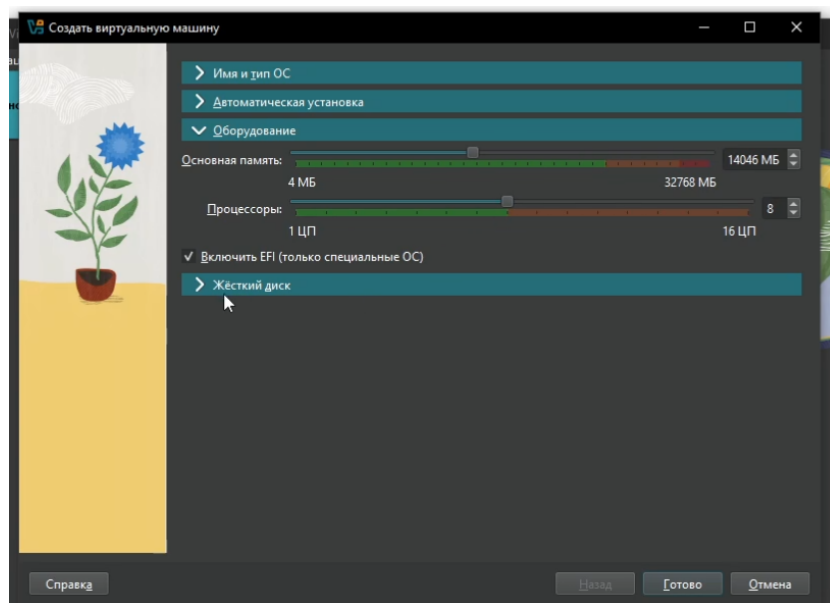 Создать виртуальную машину
Имя и тип ОС
Автоматическая установка
Оборудование
Основная память: 14046 МБ
4 МБ 32768 МБ
Процессоры: 8
1 ЦП 16 ЦП
Включить EFI (только специальные ОС)
Жёсткий диск
Справка Назад Готово Отмена